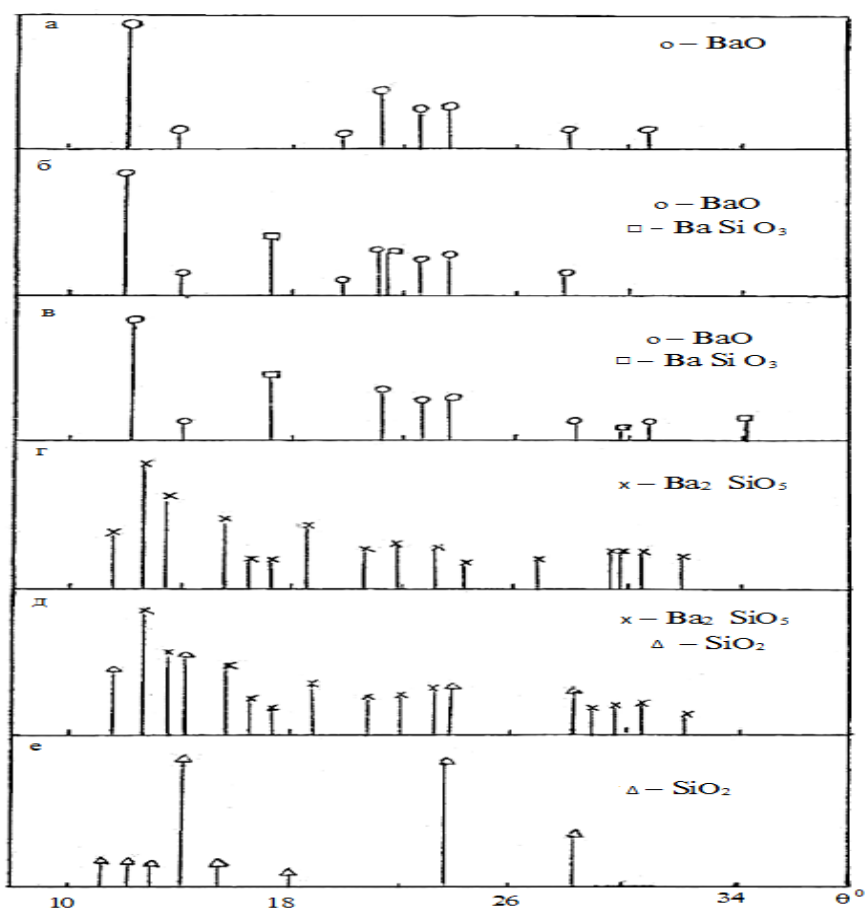 а
o – BaO
б
o – BaO
□ – Ba Si O₃
в
o – BaO
□ – Ba Si O₃
г
x – Ba₂ SiO₅
д
x – Ba₂ SiO₅
△ – SiO₂
е
△ – SiO₂
10 18 26 34 Θ°